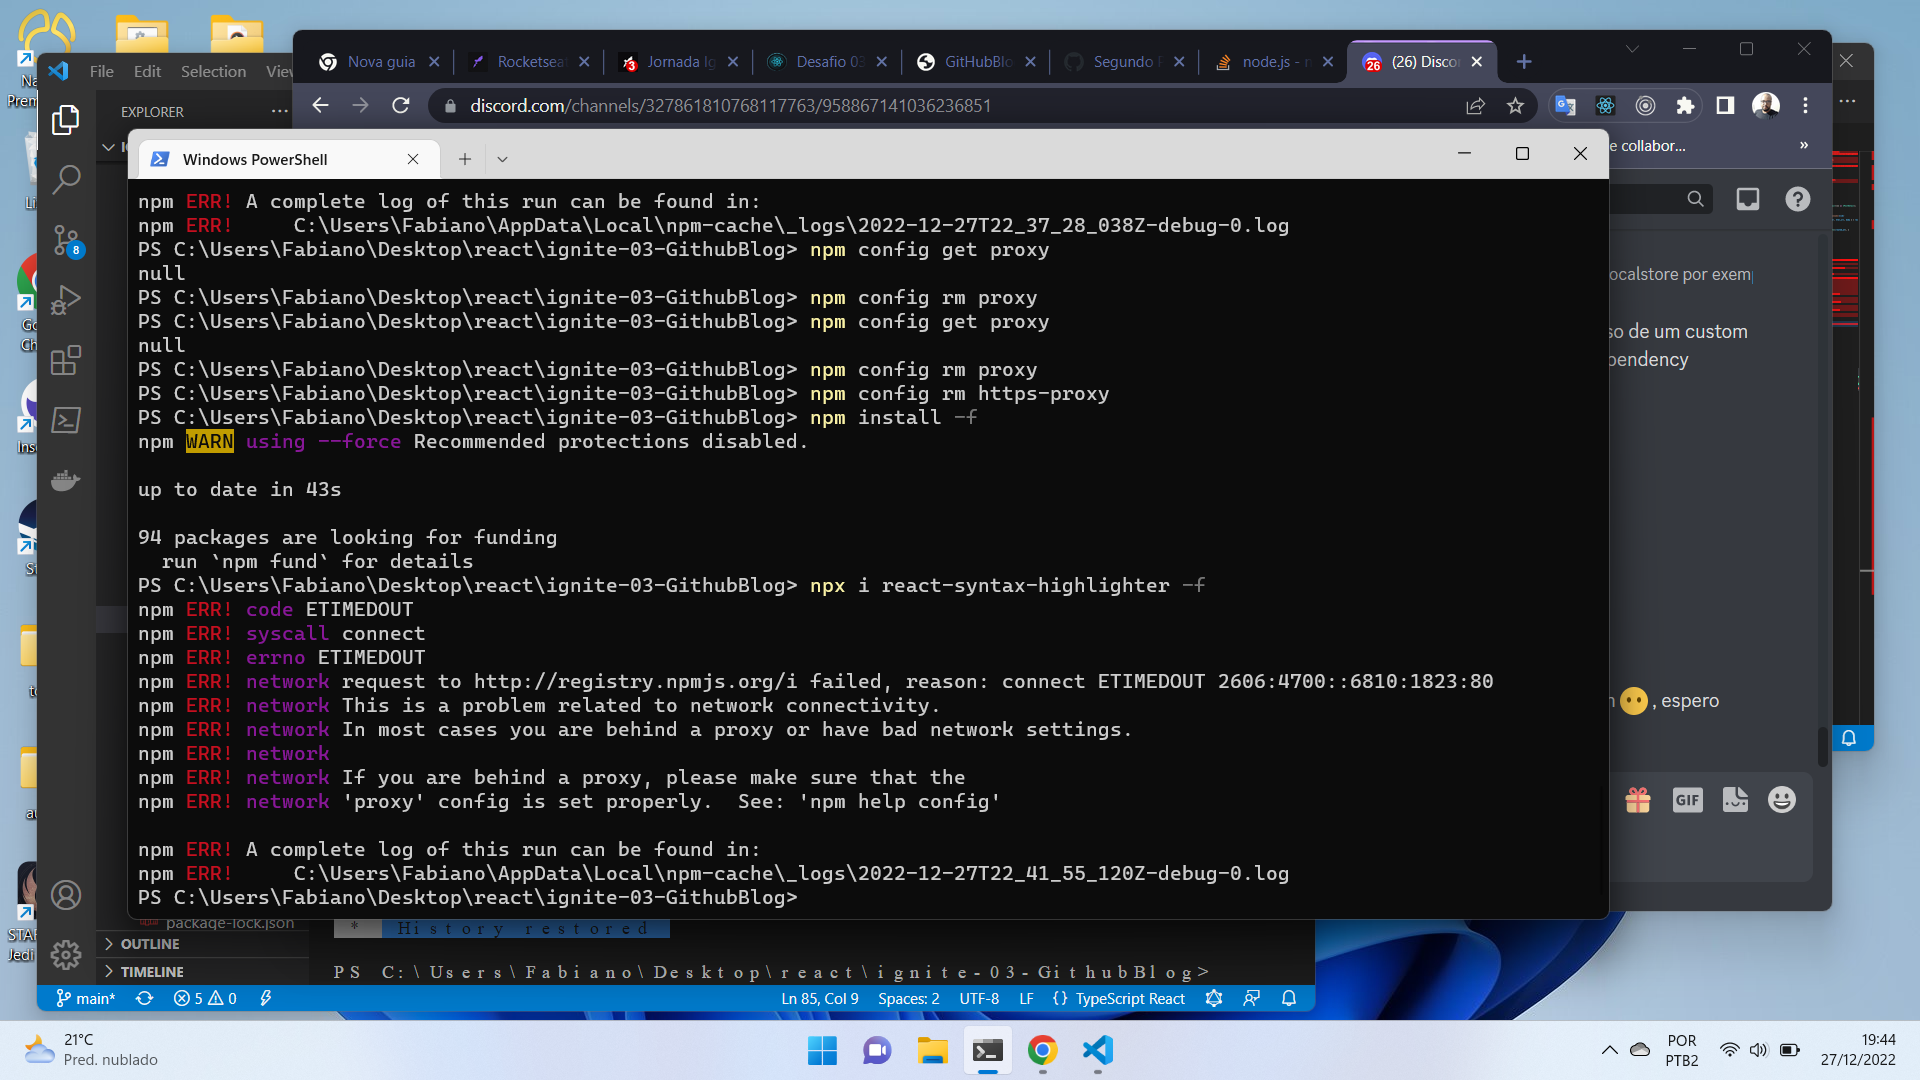 File Edit Selection View
EXPLORER
Nova guia
Rocketsea
Jornada Ig
Desafio 03
GitHubBlo
Segundo
node.js - n
(26) Discor
discord.com/channels/327861810768117763/958867141036236851
e collabor...
»
Windows PowerShell
npm ERR! A complete log of this run can be found in:
npm ERR!     C:\Users\Fabiano\AppData\Local\npm-cache\_logs\2022-12-27T22_37_28_038Z-debug-0.log
PS C:\Users\Fabiano\Desktop\react\ignite-03-GithubBlog> npm config get proxy
null
PS C:\Users\Fabiano\Desktop\react\ignite-03-GithubBlog> npm config rm proxy
PS C:\Users\Fabiano\Desktop\react\ignite-03-GithubBlog> npm config get proxy
null
PS C:\Users\Fabiano\Desktop\react\ignite-03-GithubBlog> npm config rm proxy
PS C:\Users\Fabiano\Desktop\react\ignite-03-GithubBlog> npm config rm https-proxy
PS C:\Users\Fabiano\Desktop\react\ignite-03-GithubBlog> npm install -f
npm WARN using --force Recommended protections disabled.
up to date in 43s
94 packages are looking for funding
  run `npm fund` for details
PS C:\Users\Fabiano\Desktop\react\ignite-03-GithubBlog> npx i react-syntax-highlighter -f
npm ERR! code ETIMEDOUT
npm ERR! syscall connect
npm ERR! errno ETIMEDOUT
npm ERR! network request to http://registry.npmjs.org/i failed, reason: connect ETIMEDOUT 2606:4700::6810:1823:80
npm ERR! network This is a problem related to network connectivity.
npm ERR! network In most cases you are behind a proxy or have bad network settings.
npm ERR! network
npm ERR! network If you are behind a proxy, please make sure that the
npm ERR! network 'proxy' config is set properly.  See: 'npm help config'
npm ERR! A complete log of this run can be found in:
npm ERR!     C:\Users\Fabiano\AppData\Local\npm-cache\_logs\2022-12-27T22_41_55_120Z-debug-0.log
PS C:\Users\Fabiano\Desktop\react\ignite-03-GithubBlog>
ocalstore por exem
so de um custom
pendency
, espero
GIF
8
package-lock.json
OUTLINE
TIMELINE
* History restored
PS C:\Users\Fabiano\Desktop\react\ignite-03-GithubBlog>
main* 5 0
Ln 85, Col 9 Spaces: 2 UTF-8 LF {} TypeScript React
21°C
Pred. nublado
POR
PTB2
19:44
27/12/2022